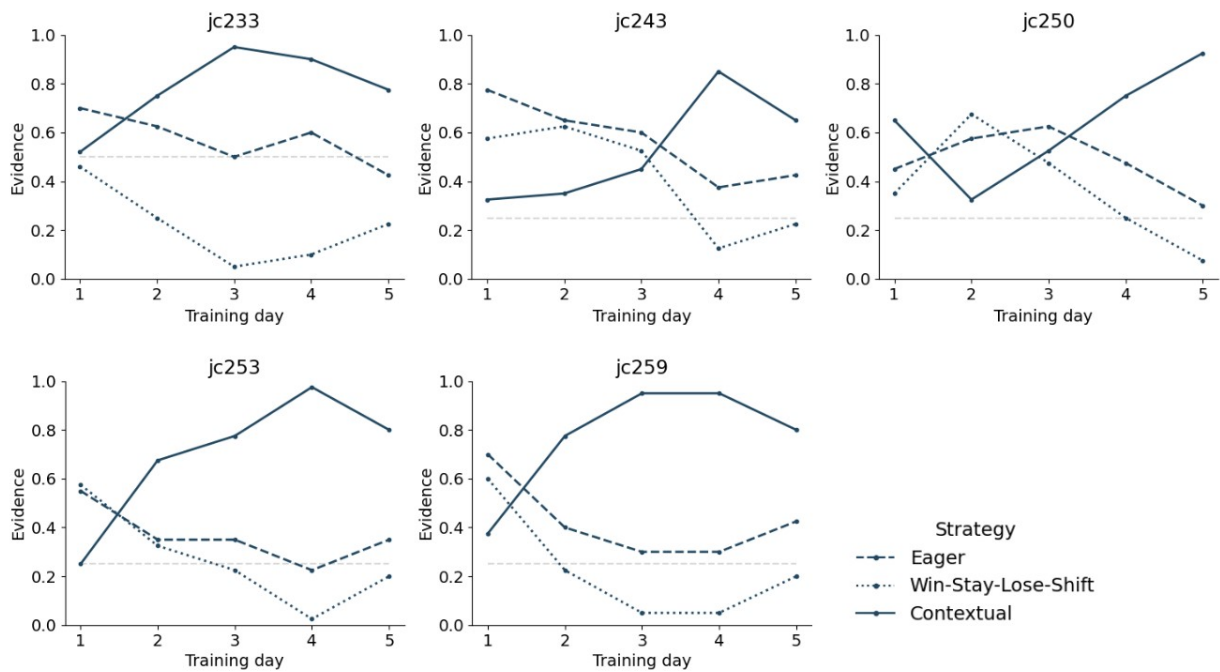 jc233
1.0
0.8
0.6
0.4
0.2
0.0
Evidence
1 2 3 4 5
Training day
jc243
1.0
0.8
0.6
0.4
0.2
0.0
Evidence
1 2 3 4 5
Training day
jc250
1.0
0.8
0.6
0.4
0.2
0.0
Evidence
1 2 3 4 5
Training day
jc253
1.0
0.8
0.6
0.4
0.2
0.0
Evidence
1 2 3 4 5
Training day
jc259
1.0
0.8
0.6
0.4
0.2
0.0
Evidence
1 2 3 4 5
Training day
Strategy
Eager
Win-Stay-Lose-Shift
Contextual